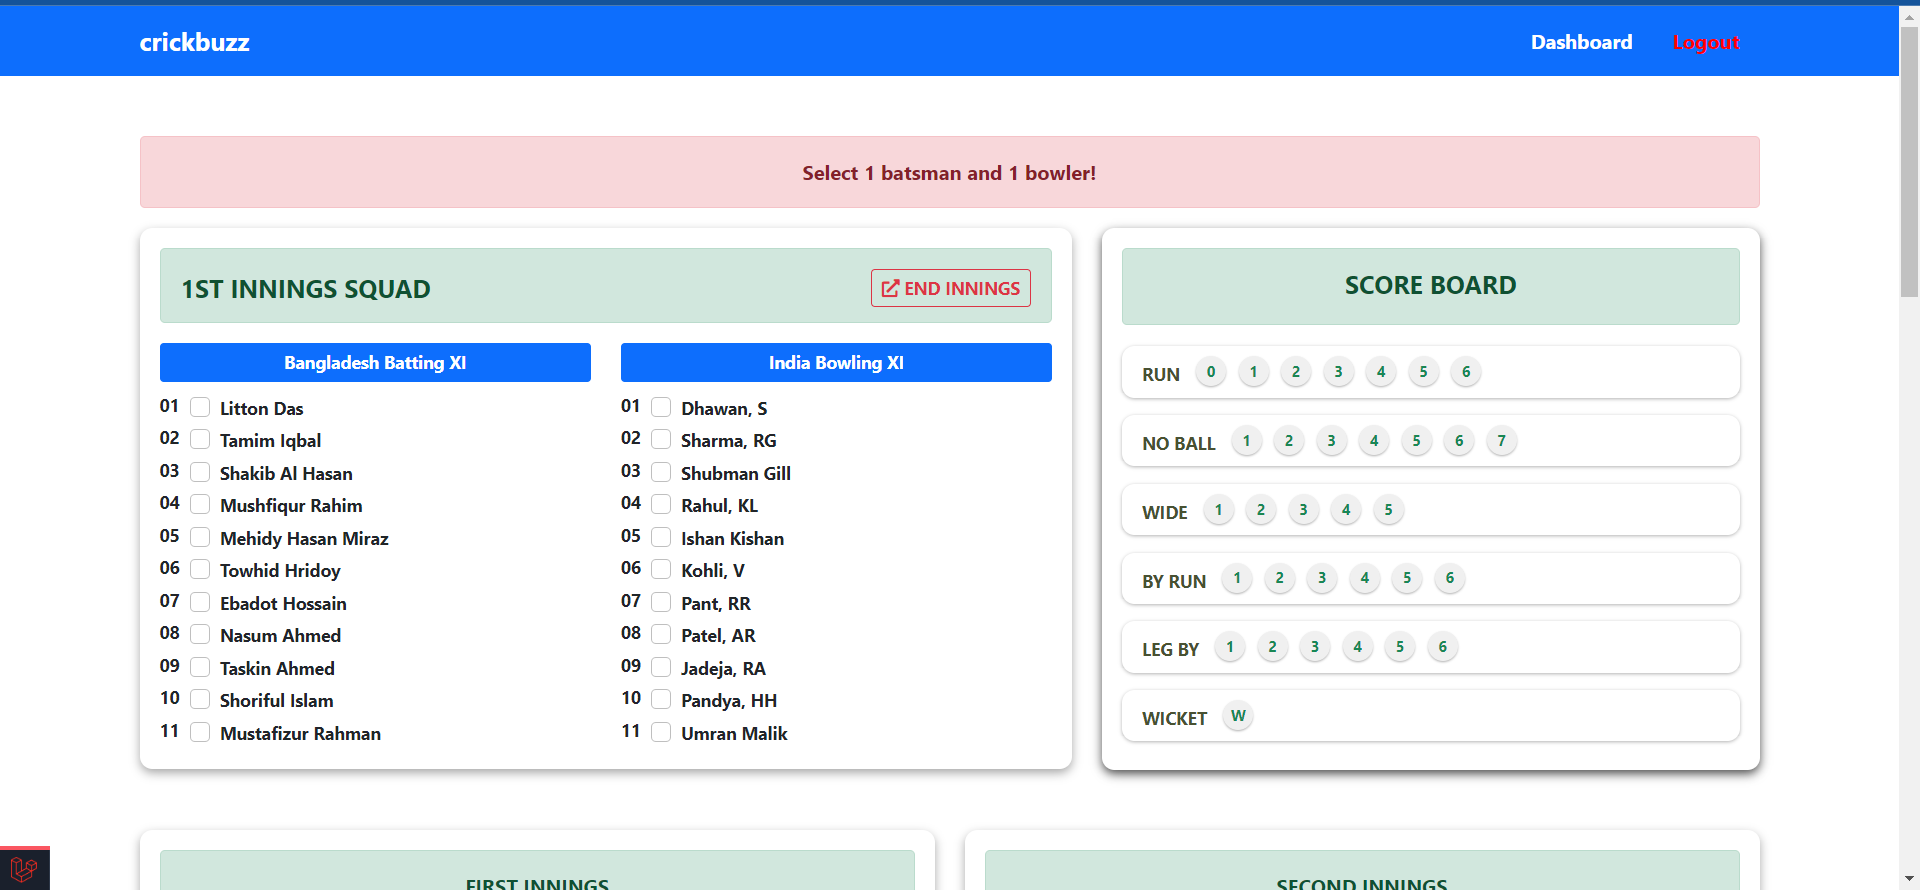 crickbuzz
Dashboard Logout
Select 1 batsman and 1 bowler!
1ST INNINGS SQUAD
END INNINGS
Bangladesh Batting XI
01 Litton Das
02 Tamim Iqbal
03 Shakib Al Hasan
04 Mushfiqur Rahim
05 Mehidy Hasan Miraz
06 Towhid Hridoy
07 Ebadot Hossain
08 Nasum Ahmed
09 Taskin Ahmed
10 Shoriful Islam
11 Mustafizur Rahman
India Bowling XI
01 Dhawan, S
02 Sharma, RG
03 Shubman Gill
04 Rahul, KL
05 Ishan Kishan
06 Kohli, V
07 Pant, RR
08 Patel, AR
09 Jadeja, RA
10 Pandya, HH
11 Umran Malik
SCORE BOARD
RUN 0 1 2 3 4 5 6
NO BALL 1 2 3 4 5 6 7
WIDE 1 2 3 4 5
BY RUN 1 2 3 4 5 6
LEG BY 1 2 3 4 5 6
WICKET W
FIRST INNINGS
SECOND INNINGS